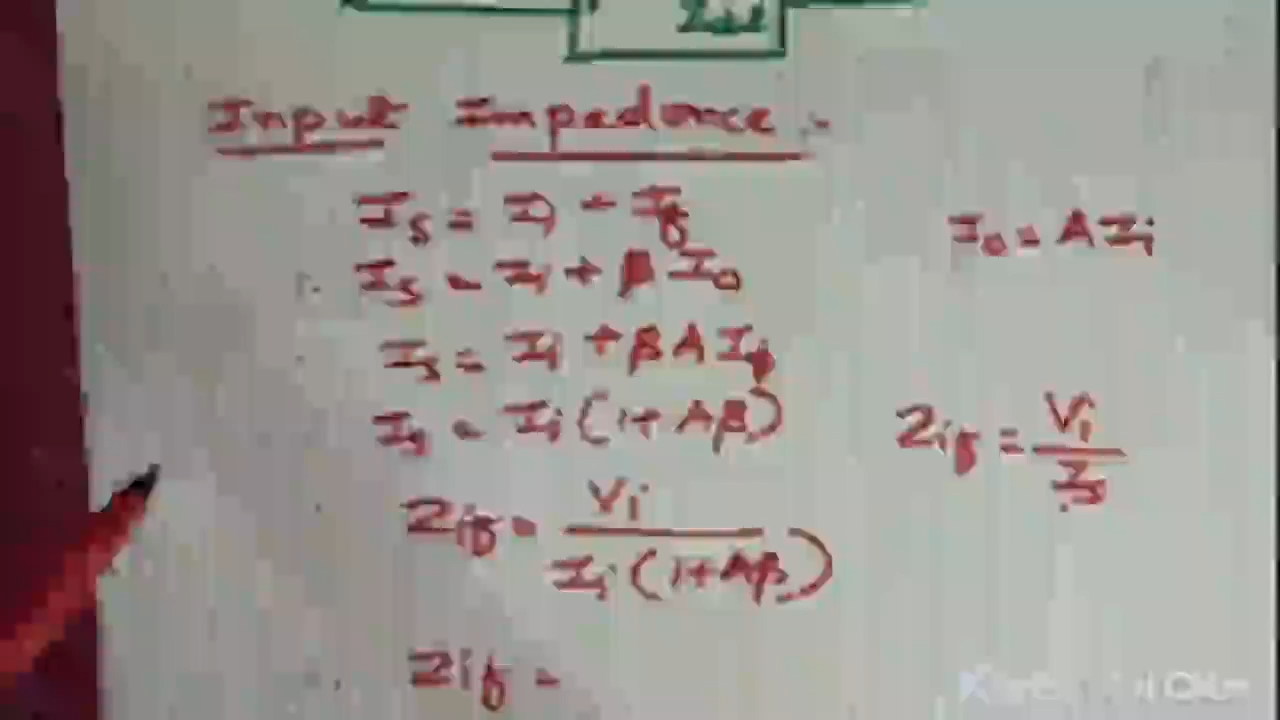 Input Impedance :-
Is = Ii + If
Io = A Ii
Is = Ii + β Io
Is = Ii + β A Ii
Is = Ii (1 + Aβ)
Zif = Vi / Is
Zif = Vi / Ii (1 + Aβ)
Zif =